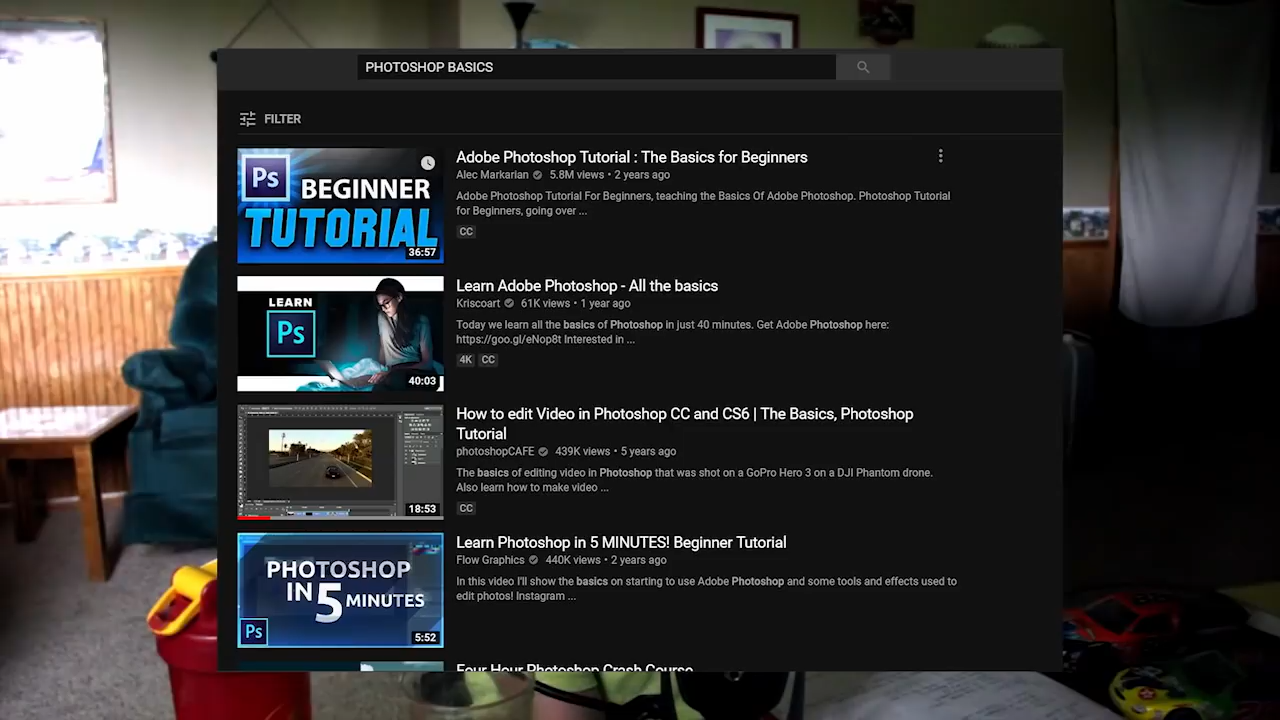 PHOTOSHOP BASICS
FILTER
Ps
BEGINNER
TUTORIAL
36:57
Adobe Photoshop Tutorial : The Basics for Beginners
Alec Markarian 5.8M views • 2 years ago
Adobe Photoshop Tutorial For Beginners, teaching the Basics Of Adobe Photoshop. Photoshop Tutorial
for Beginners, going over ...
CC
LEARN
Ps
40:03
Learn Adobe Photoshop - All the basics
Kriscoart 61K views • 1 year ago
Today we learn all the basics of Photoshop in just 40 minutes. Get Adobe Photoshop here:
https://goo.gl/eNop8t Interested in ...
4K CC
18:53
How to edit Video in Photoshop CC and CS6 | The Basics, Photoshop
Tutorial
photoshopCAFE 439K views • 5 years ago
The basics of editing video in Photoshop that was shot on a GoPro Hero 3 on a DJI Phantom drone.
Also learn how to make video ...
CC
PHOTOSHOP
IN 5 MINUTES
Ps
5:52
Learn Photoshop in 5 MINUTES! Beginner Tutorial
Flow Graphics 440K views • 2 years ago
In this video I'll show the basics on starting to use Adobe Photoshop and some tools and effects used to
edit photos! Instagram ...
Four Hour Photoshop Crash Course